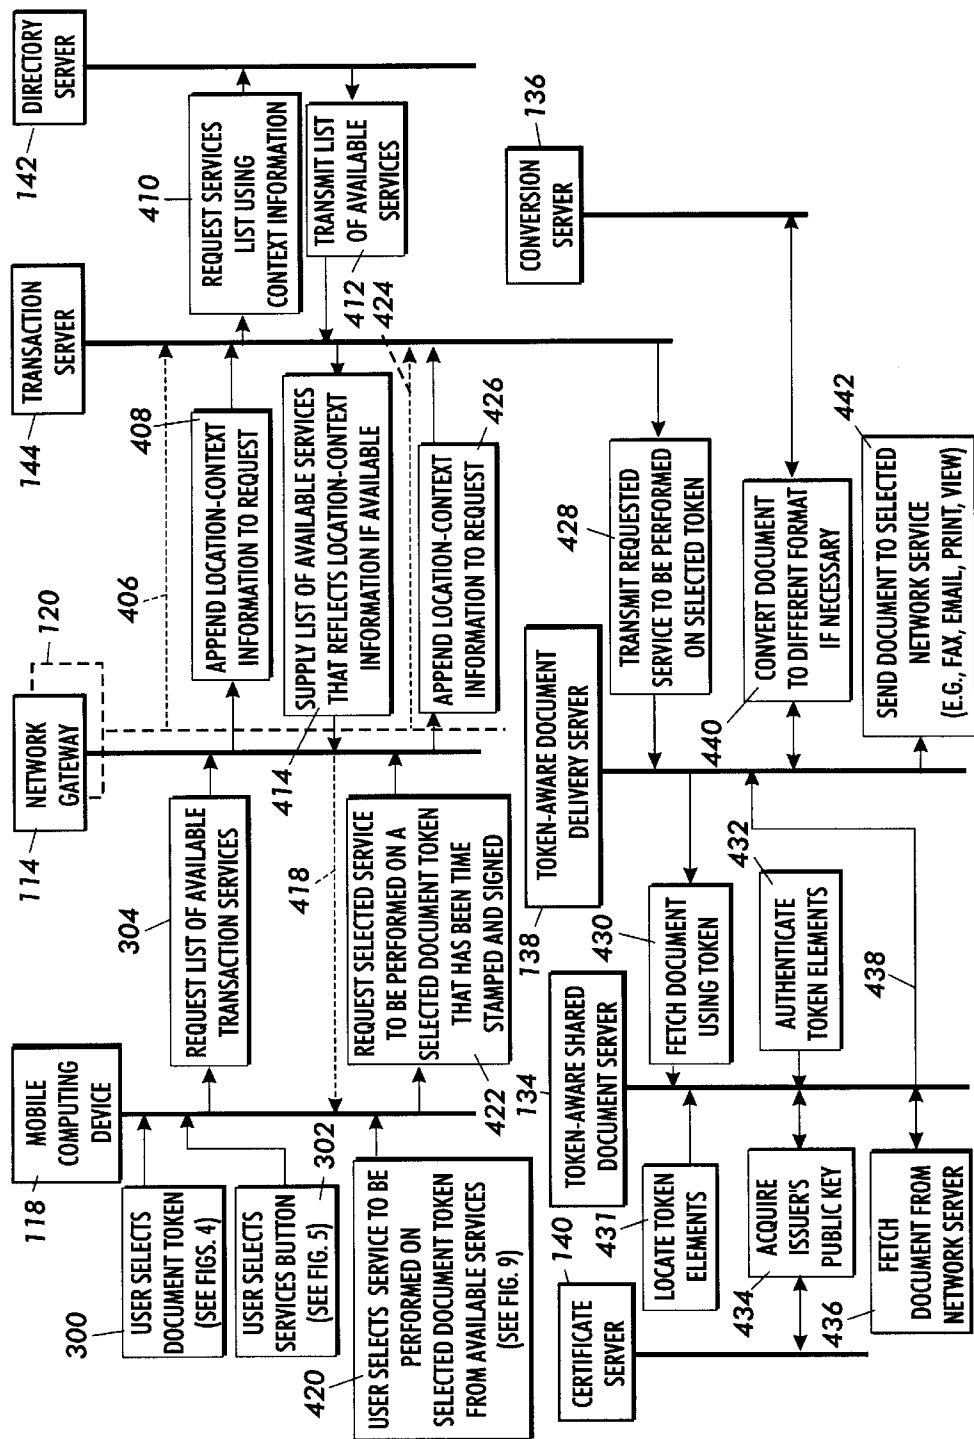 118
MOBILE
COMPUTING
DEVICE
114
NETWORK
GATEWAY
120
144
TRANSACTION
SERVER
142
DIRECTORY
SERVER
300
USER SELECTS
DOCUMENT TOKEN
(SEE FIGS. 4)
USER SELECTS
SERVICES BUTTON
(SEE FIG. 5)
302
304
REQUEST LIST OF AVAILABLE
TRANSACTION SERVICES
406
408
APPEND LOCATION-CONTEXT
INFORMATION TO REQUEST
410
REQUEST SERVICES
LIST USING
CONTEXT INFORMATION
TRANSMIT LIST
OF AVAILABLE
SERVICES
412
424
SUPPLY LIST OF AVAILABLE SERVICES
THAT REFLECTS LOCATION-CONTEXT
INFORMATION IF AVAILABLE
414
418
420
USER SELECTS SERVICE TO BE
PERFORMED ON
SELECTED DOCUMENT TOKEN
FROM AVAILABLE SERVICES
(SEE FIG. 9)
REQUEST SELECTED SERVICE
TO BE PERFORMED ON A
SELECTED DOCUMENT TOKEN
THAT HAS BEEN TIME
STAMPED AND SIGNED
422
APPEND LOCATION-CONTEXT
INFORMATION TO REQUEST
426
140
CERTIFICATE
SERVER
134
TOKEN-AWARE SHARED
DOCUMENT SERVER
138
TOKEN-AWARE DOCUMENT
DELIVERY SERVER
CONVERSION
SERVER
136
428
TRANSMIT REQUESTED
SERVICE TO BE PERFORMED
ON SELECTED TOKEN
430
FETCH DOCUMENT
USING TOKEN
431
LOCATE TOKEN
ELEMENTS
432
AUTHENTICATE
TOKEN ELEMENTS
434
ACQUIRE
ISSUER'S
PUBLIC KEY
436
FETCH
DOCUMENT FROM
NETWORK SERVER
438
440
CONVERT DOCUMENT
TO DIFFERENT FORMAT
IF NECESSARY
442
SEND DOCUMENT TO SELECTED
NETWORK SERVICE
(E.G., FAX, EMAIL, PRINT, VIEW)